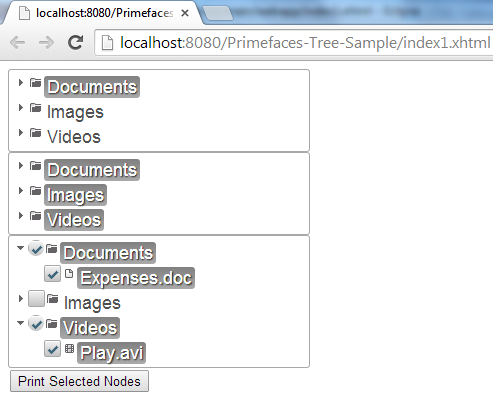 localhost:8080/Primefaces
localhost:8080/Primefaces-Tree-Sample/index1.xhtml
Documents
Images
Videos
Documents
Images
Videos
Documents
Expenses.doc
Images
Videos
Play.avi
Print Selected Nodes